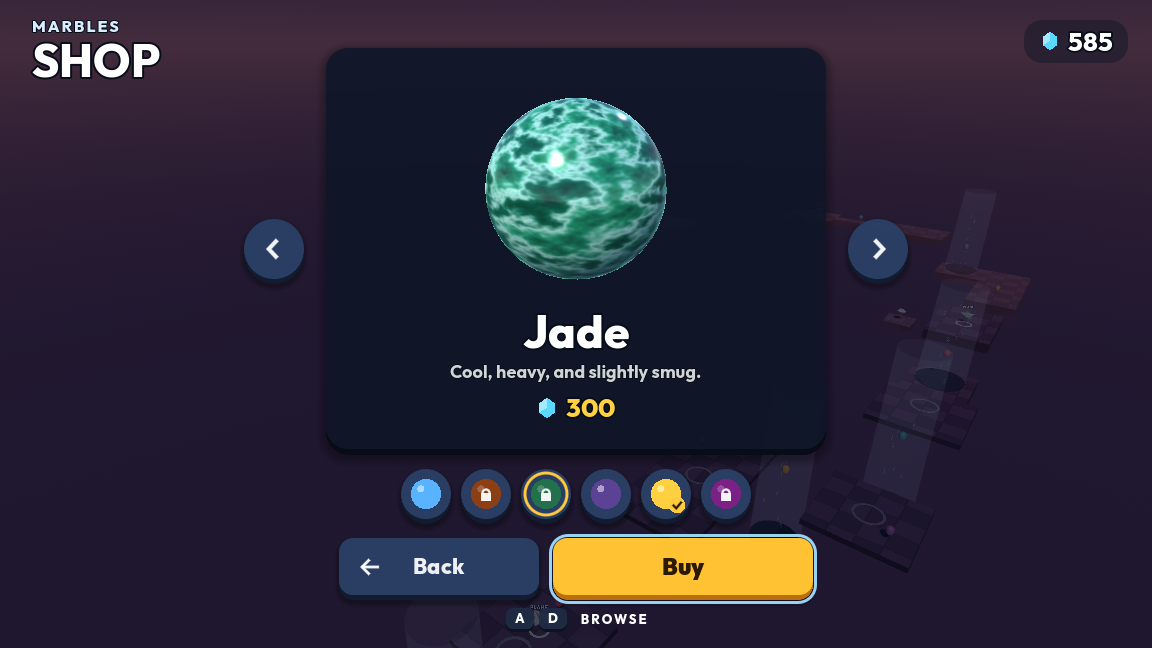 MARBLES
SHOP
585
Jade
Cool, heavy, and slightly smug.
300
Back
Buy
A D BROWSE